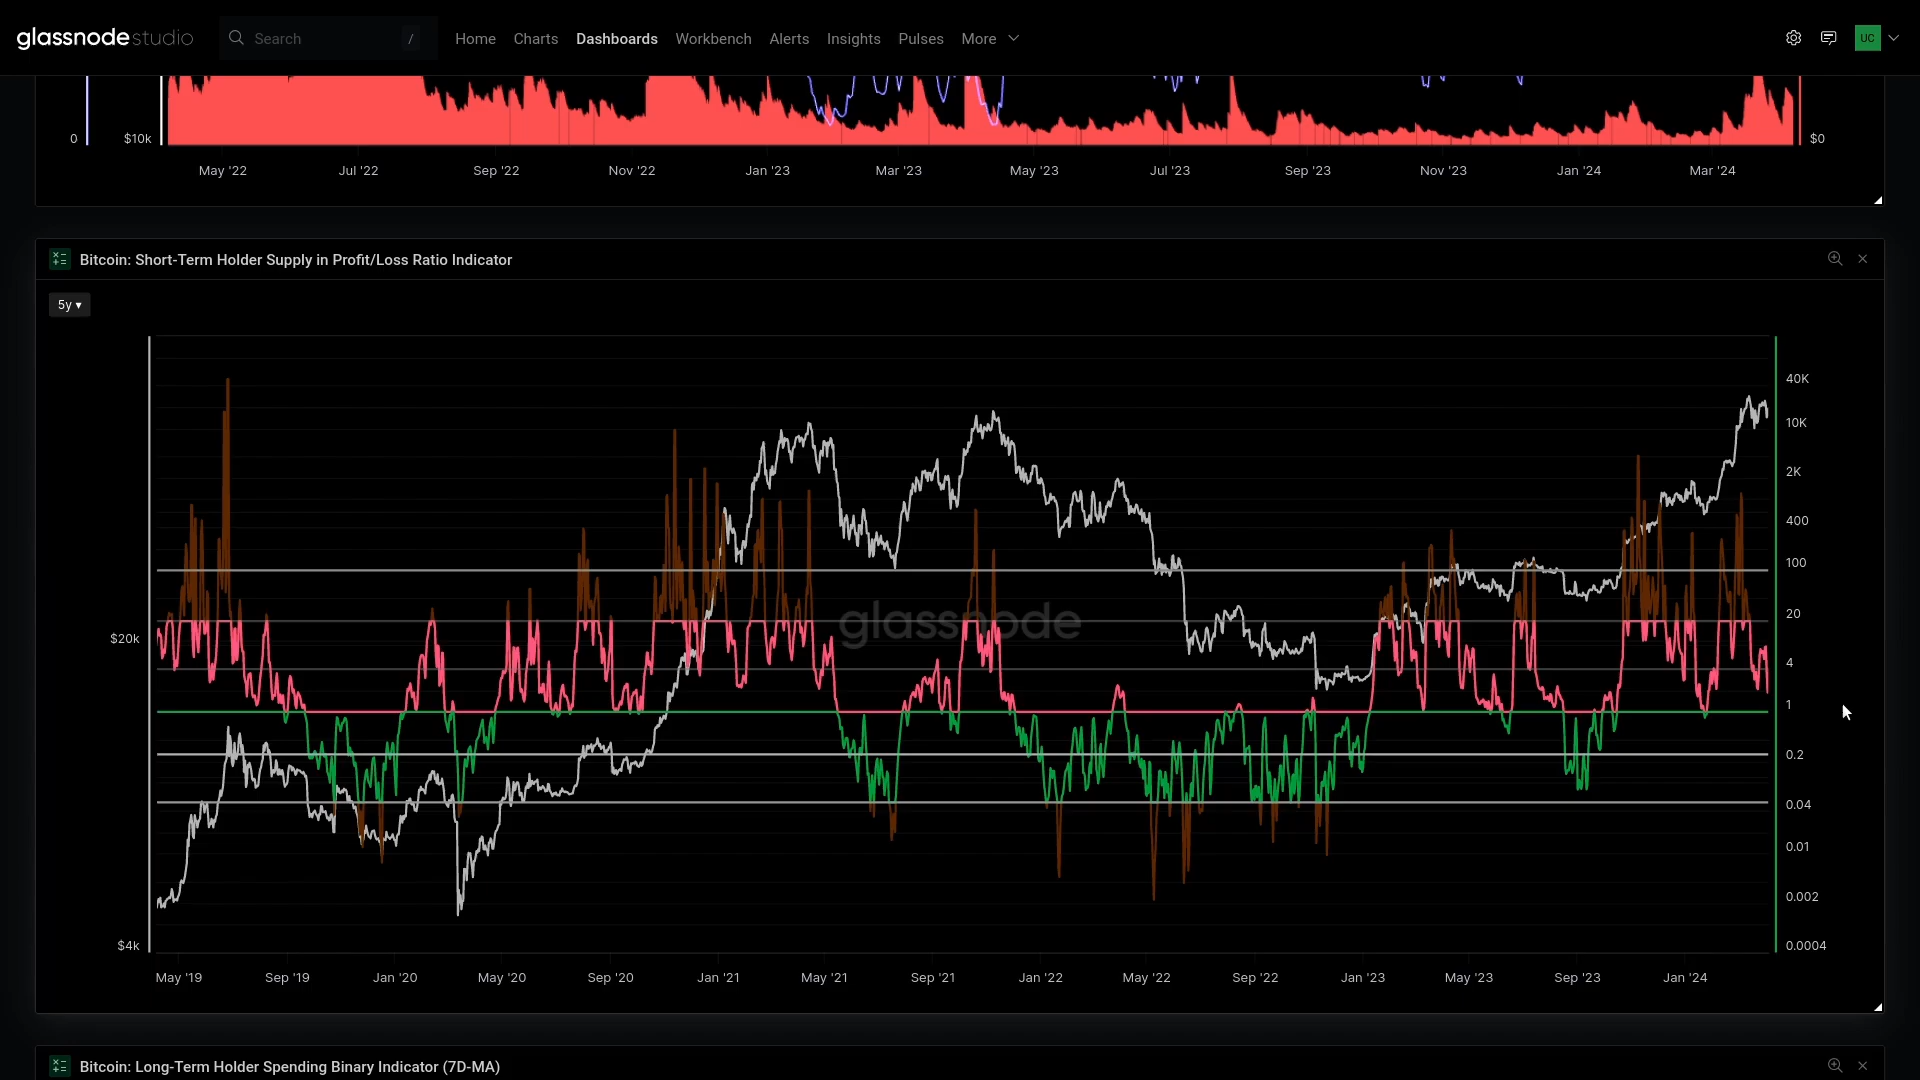 glassnodestudio Search / Home Charts Dashboards Workbench Alerts Insights Pulses More UC
0 $10k $0
May '22 Jul '22 Sep '22 Nov '22 Jan '23 Mar '23 May '23 Jul '23 Sep '23 Nov '23 Jan '24 Mar '24
Bitcoin: Short-Term Holder Supply in Profit/Loss Ratio Indicator
5y ▾
40K
10K
2K
400
100
20
glassnode
$20k
4
1
0.2
0.04
0.01
0.002
$4k 0.0004
May '19 Sep '19 Jan '20 May '20 Sep '20 Jan '21 May '21 Sep '21 Jan '22 May '22 Sep '22 Jan '23 May '23 Sep '23 Jan '24
Bitcoin: Long-Term Holder Spending Binary Indicator (7D-MA)